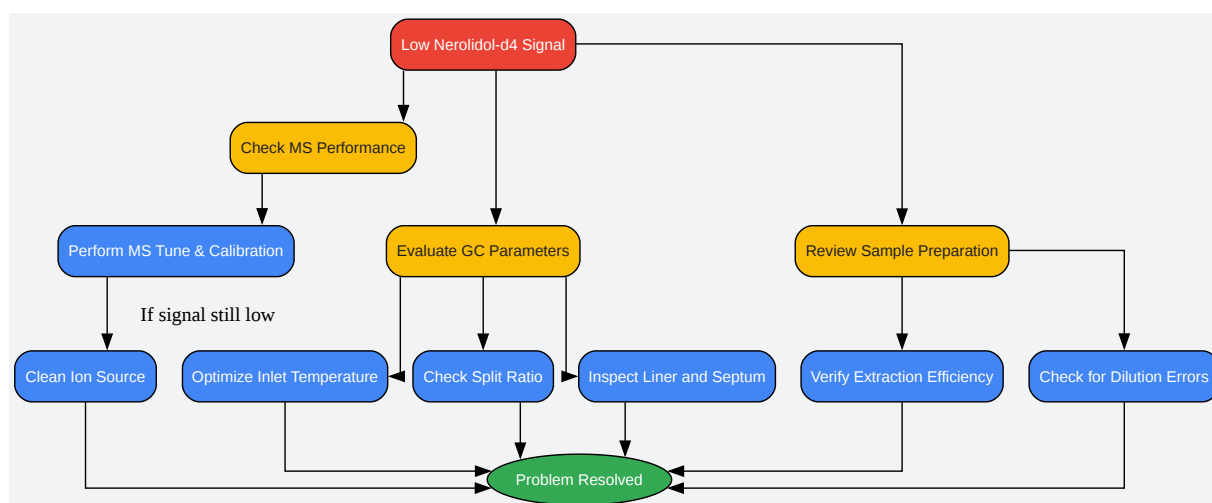 Low Nerolidol-d4 Signal
Check MS Performance
Perform MS Tune & Calibration
Evaluate GC Parameters
Review Sample Preparation
If signal still low
Clean Ion Source
Optimize Inlet Temperature
Check Split Ratio
Inspect Liner and Septum
Verify Extraction Efficiency
Check for Dilution Errors
Problem Resolved